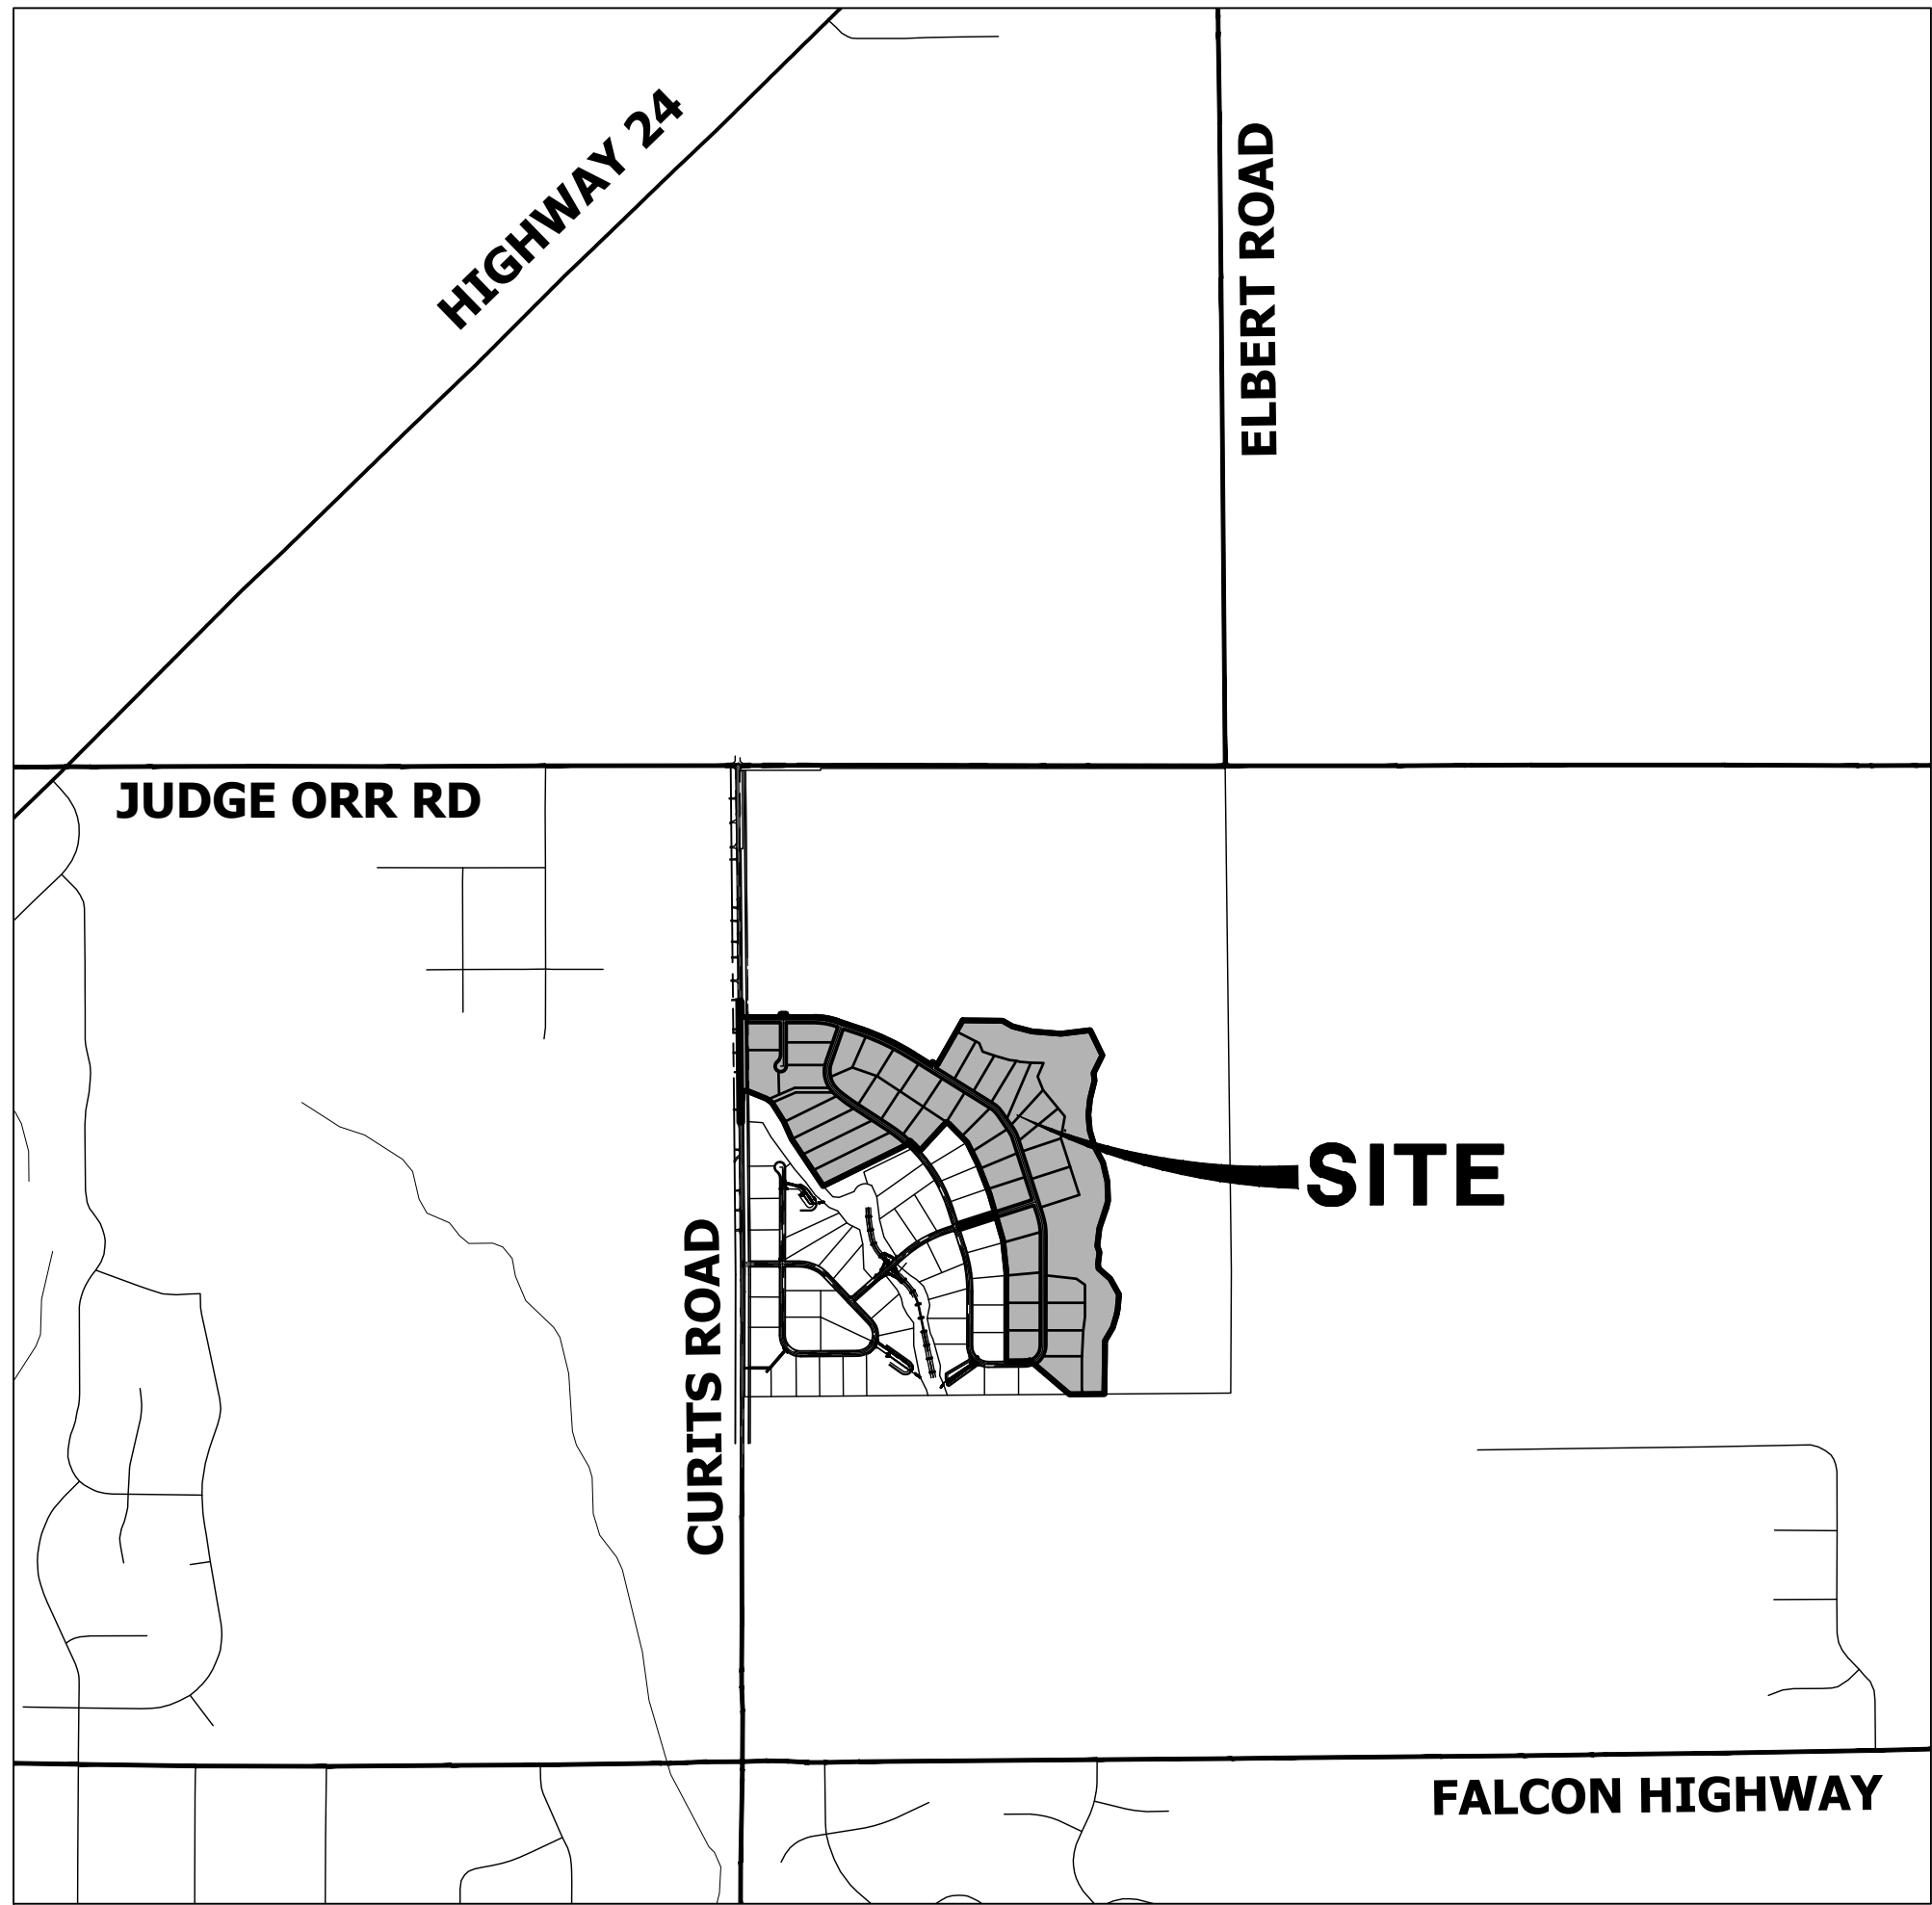 HIGHWAY 24
ELBERT ROAD
JUDGE ORR RD
SITE
CURITS ROAD
FALCON HIGHWAY